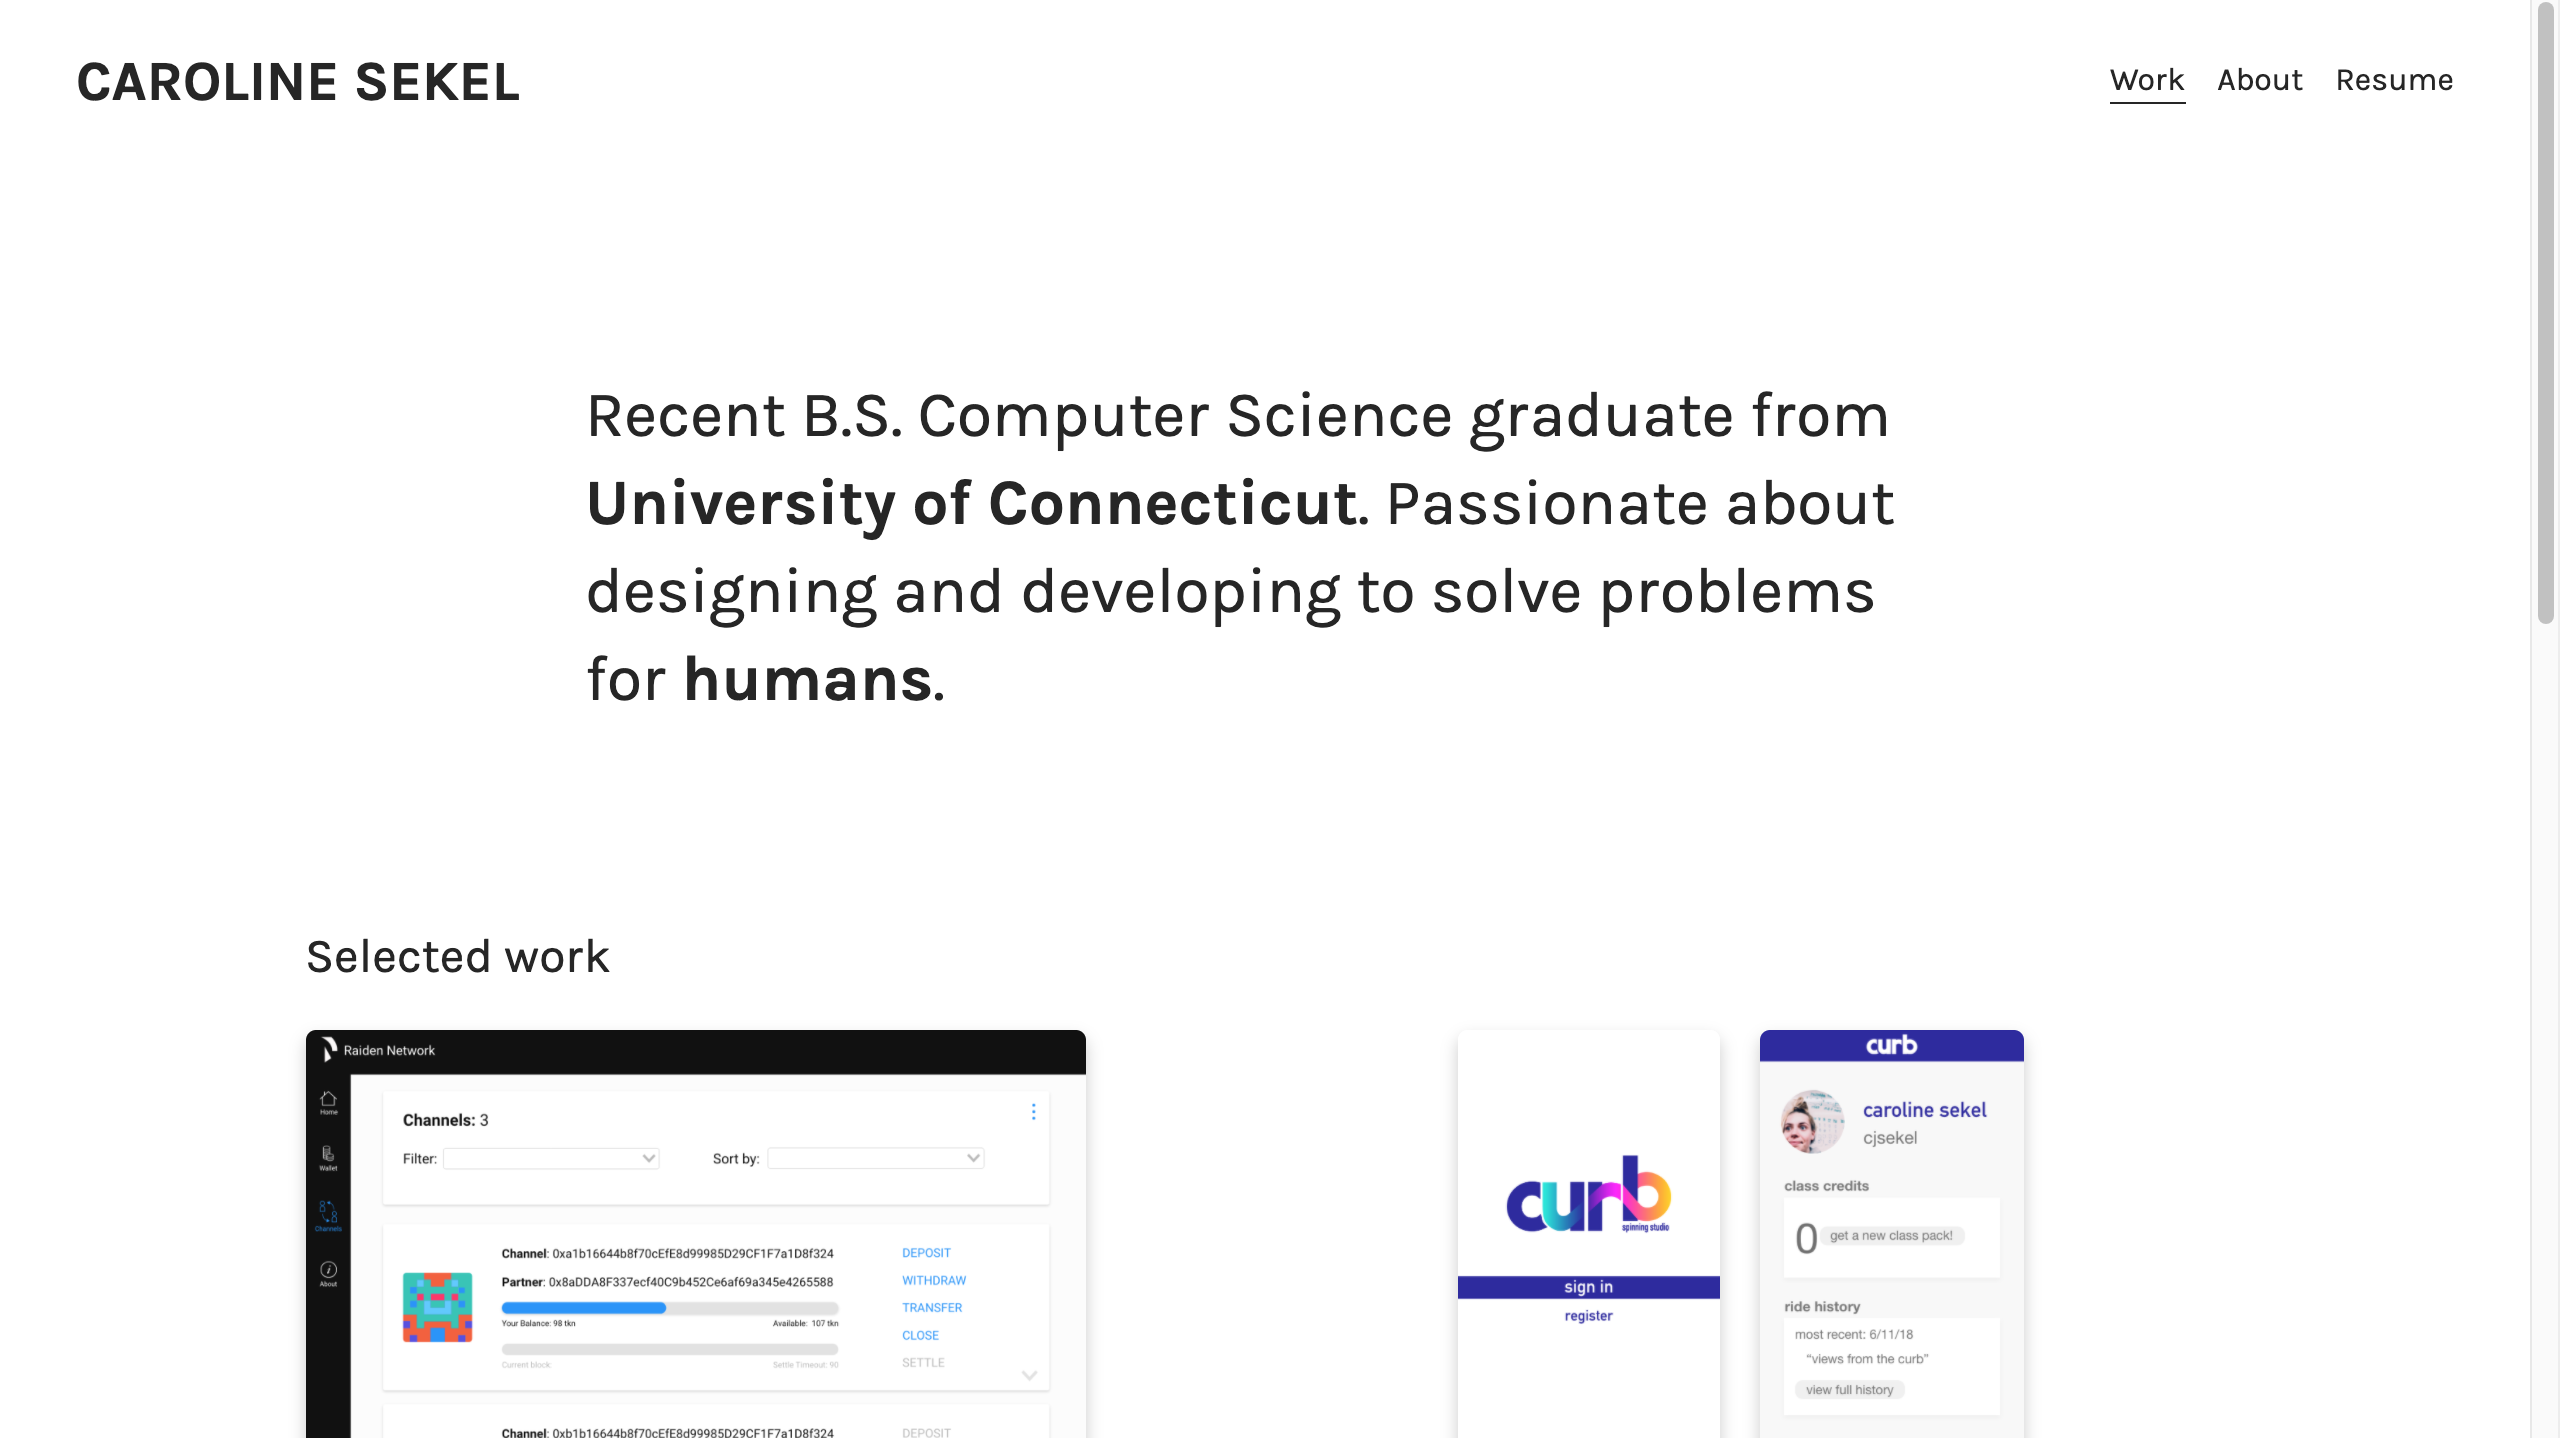 CAROLINE SEKEL
Work About Resume
Recent B.S. Computer Science graduate from
University of Connecticut. Passionate about
designing and developing to solve problems
for humans.
Selected work
Raiden Network
Home
Wallet
Channels
About
Channels: 3
Filter: Sort by:
Channel: 0xa1b16644b8f70cEfE8d99985D29CF1F7a1D8f324
Partner: 0x8aDDA8F337ecf40C9b452Ce6af69a345e4265588
Your Balance: 98 tkn Available: 107 tkn
Current block: Settle Timeout: 90
DEPOSIT
WITHDRAW
TRANSFER
CLOSE
SETTLE
Channel: 0xb1b16644b8f70cEfE8d99985D29CF1F7a1D8f324
DEPOSIT
curb
spinning studio
sign in
register
curb
caroline sekel
cjsekel
class credits
0 get a new class pack!
ride history
most recent: 6/11/18
“views from the curb”
view full history